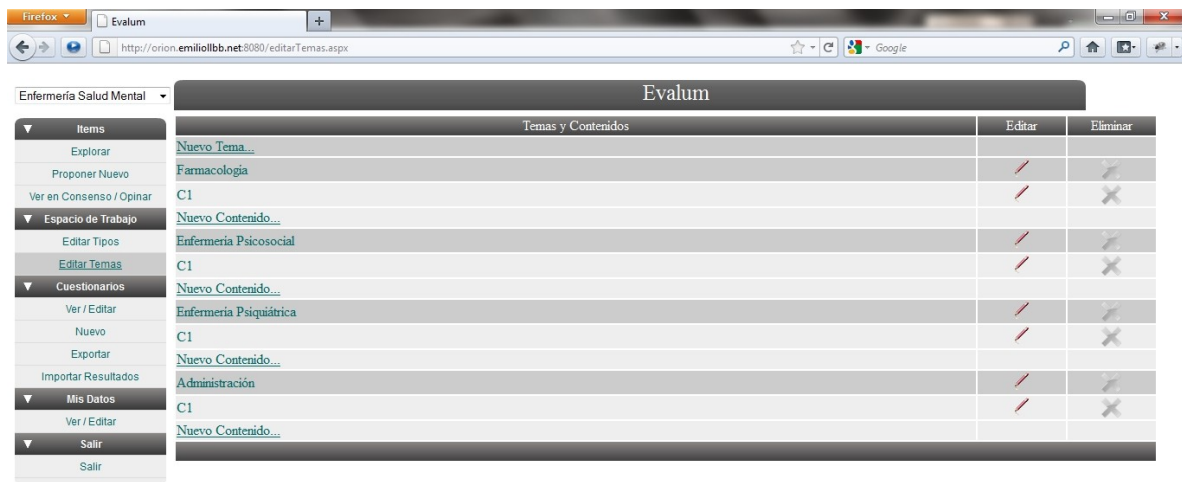 Firefox
Evalum
http://orion.emiliollbb.net:8080/editarTemas.aspx
Google
Enfermería Salud Mental
Evalum
Items
Explorar
Proponer Nuevo
Ver en Consenso / Opinar
Espacio de Trabajo
Editar Tipos
Editar Temas
Cuestionarios
Ver / Editar
Nuevo
Exportar
Importar Resultados
Mis Datos
Ver / Editar
Salir
Salir
Temas y Contenidos Editar Eliminar
Nuevo Tema...
Farmacología
C1
Nuevo Contenido...
Enfermería Psicosocial
C1
Nuevo Contenido...
Enfermería Psiquiátrica
C1
Nuevo Contenido...
Administración
C1
Nuevo Contenido...